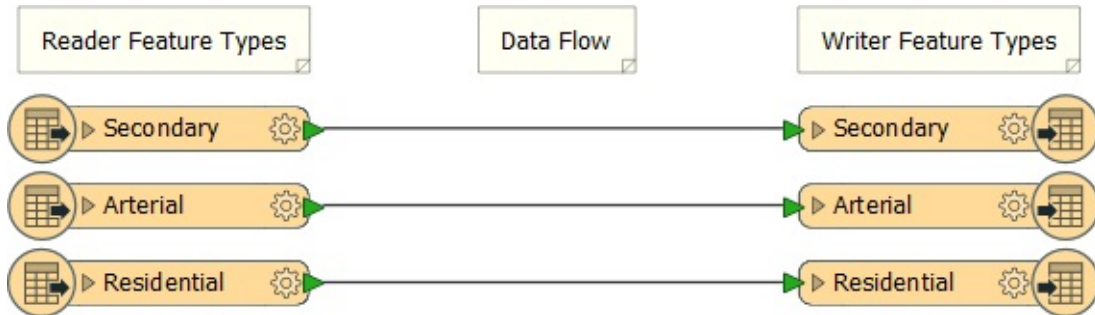 Reader Feature Types
Data Flow
Writer Feature Types
Secondary
Secondary
Arterial
Arterial
Residential
Residential